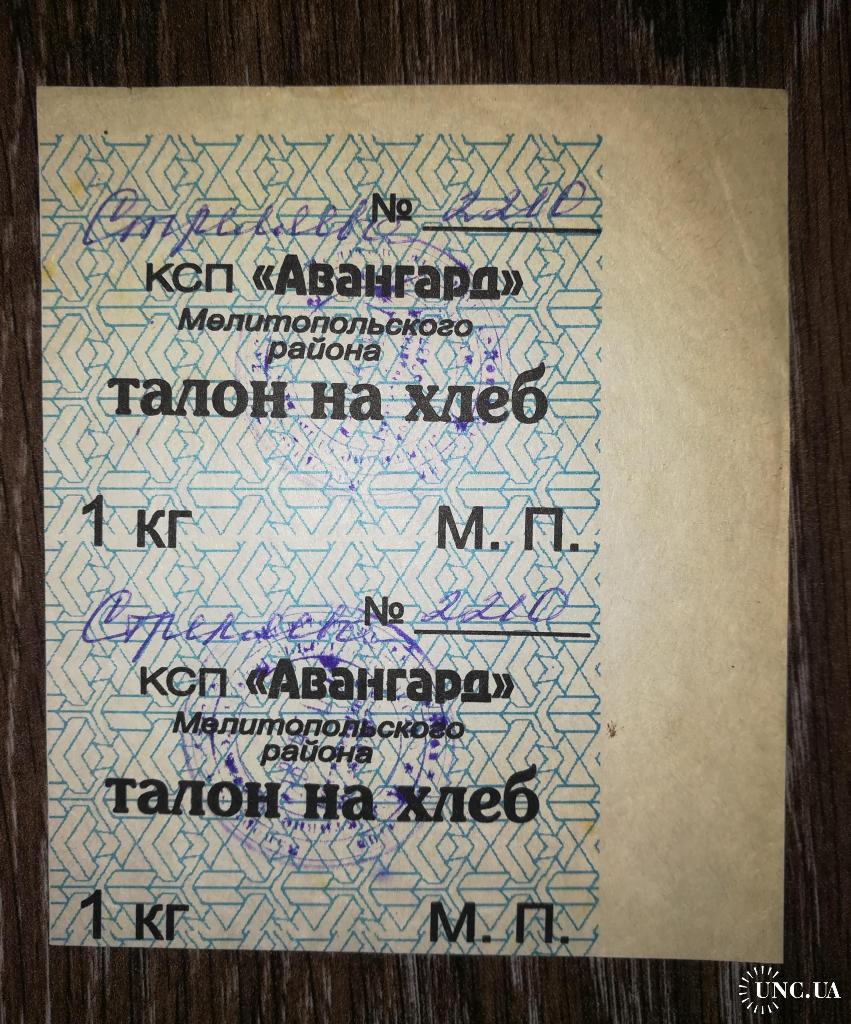 № 2210
КСП «Авангард»
Мелитопольского
района
талон на хлеб
1 кг М. П.
№ 2210
КСП «Авангард»
Мелитопольского
района
талон на хлеб
1 кг М. П.
UNC.UA